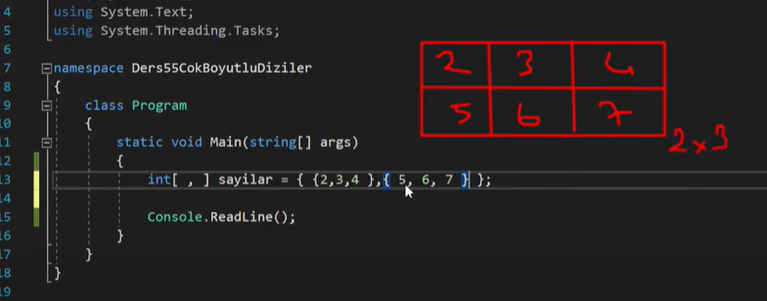 4 using System.Text;
5 using System.Threading.Tasks;
6
7 namespace Ders55CokBoyutluDiziler
8 {
9 class Program
10 {
11 static void Main(string[] args)
12 {
13 int[ , ] sayilar = { {2,3,4 },{ 5, 6, 7 } };
14
15 Console.ReadLine();
16 }
17 }
18 }
19
2 3 4
5 6 7
2x3